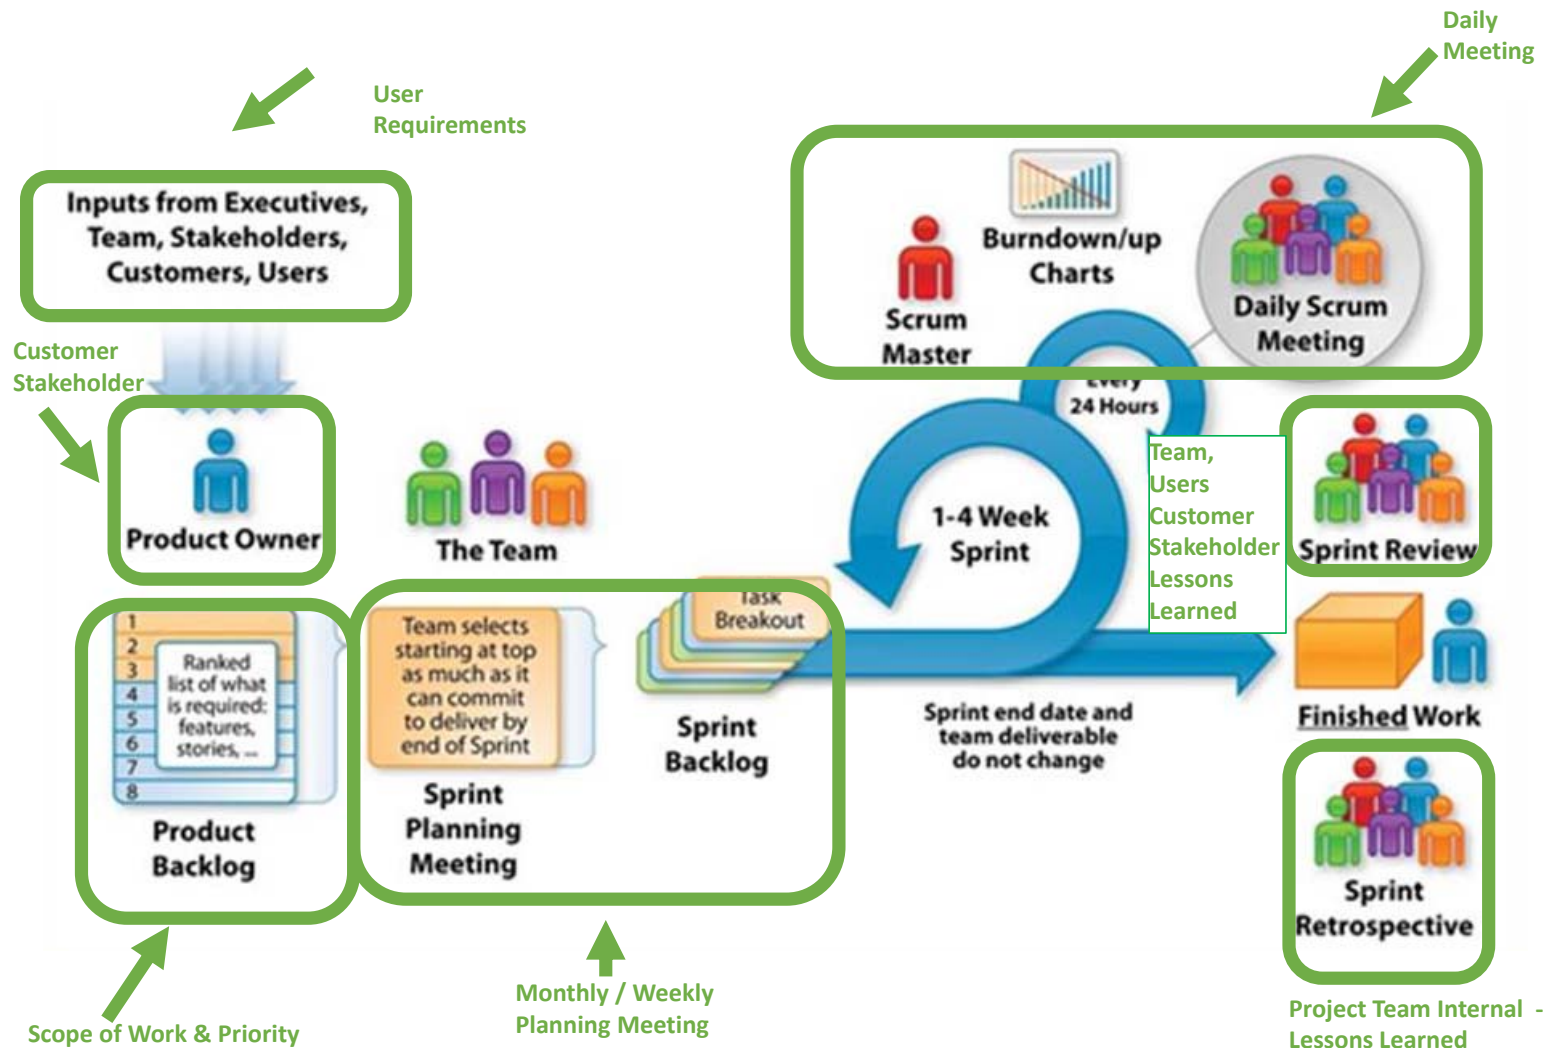 Daily
Meeting
User
Requirements
Inputs from Executives,
Team, Stakeholders,
Customers, Users
Burndown/up
Charts
Scrum
Master
Daily Scrum
Meeting
Customer
Stakeholder
Every
24 Hours
Product Owner
The Team
1-4 Week
Sprint
Team,
Users
Customer
Stakeholder
Lessons
Learned
Sprint Review
1
2
3
4
5
6
7
8
Ranked
list of what
is required:
features,
stories, ...
Product
Backlog
Team selects
starting at top
as much as it
can commit
to deliver by
end of Sprint
Sprint
Planning
Meeting
Task
Breakout
Sprint
Backlog
Sprint end date and
team deliverable
do not change
Finished Work
Sprint
Retrospective
Scope of Work & Priority
Monthly / Weekly
Planning Meeting
Project Team Internal -
Lessons Learned